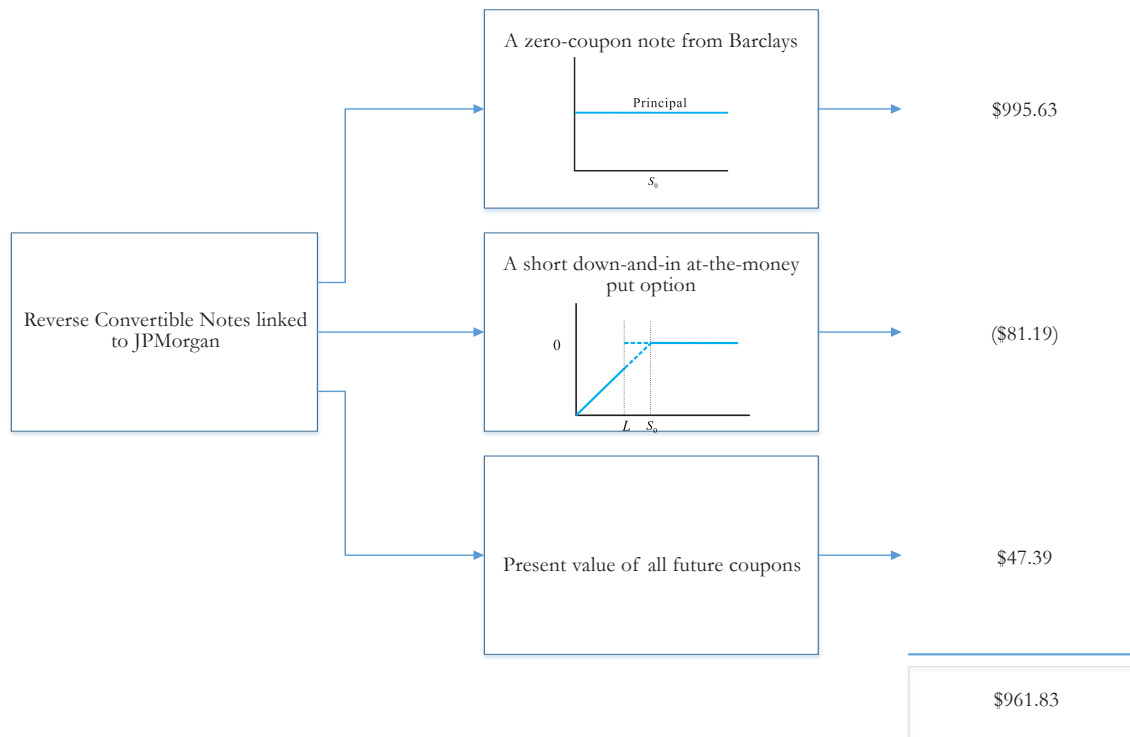 A zero-coupon note from Barclays
Principal
S₀
$995.63
Reverse Convertible Notes linked
to JPMorgan
A short down-and-in at-the-money
put option
0
L S₀
($81.19)
Present value of all future coupons
$47.39
$961.83